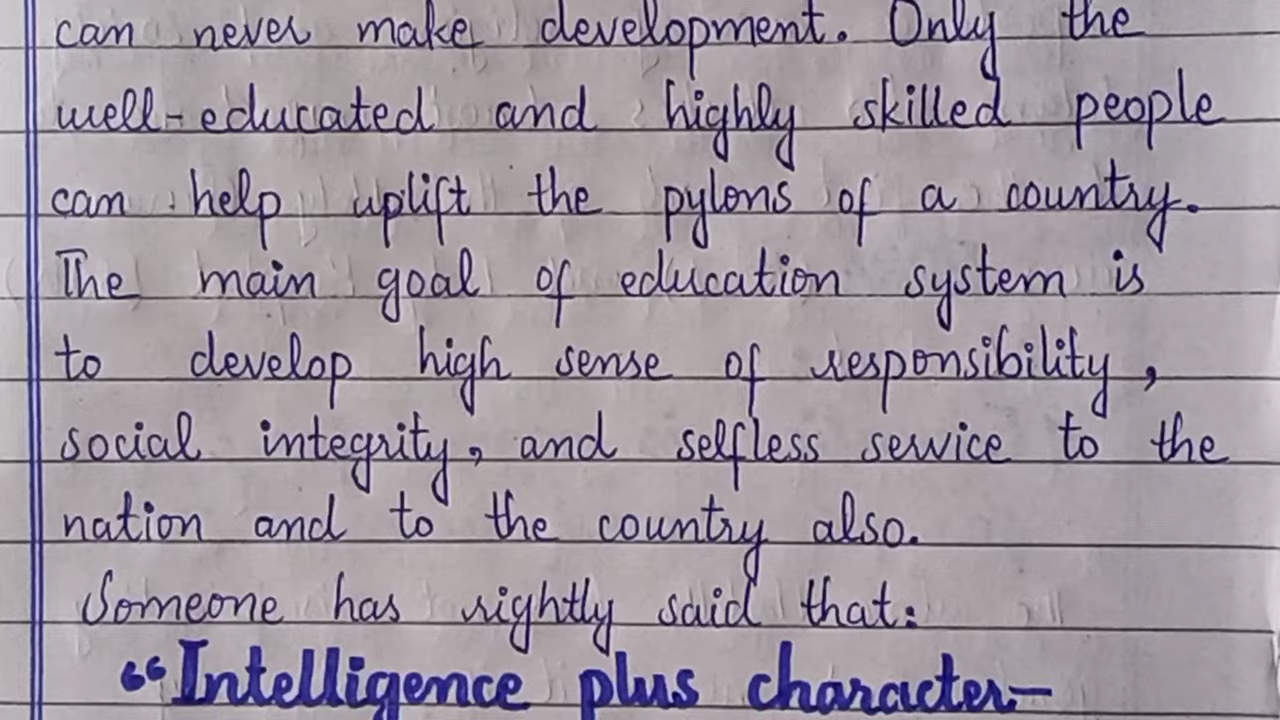 can never make development. Only the
well-educated and highly skilled people
can help uplift the pylons of a country.
The main goal of education system is
to develop high sense of responsibility,
social integrity, and selfless service to the
nation and to the country also.
Someone has rightly said that:
“Intelligence plus character–